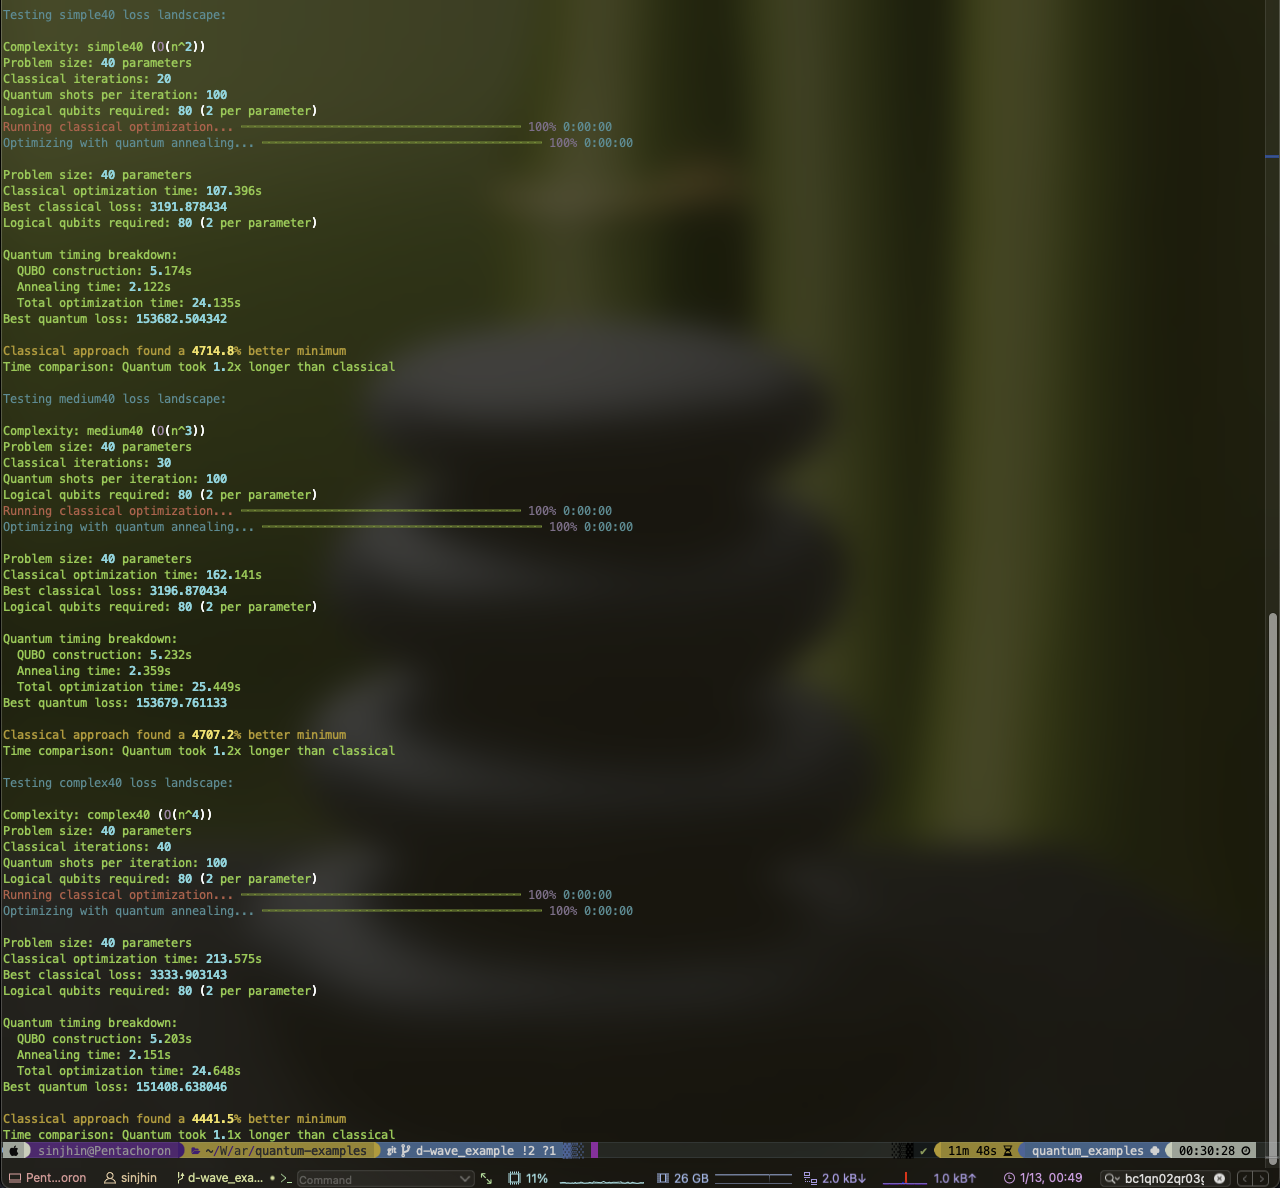 Testing simple40 loss landscape:
Complexity: simple40 (O(n^2))
Problem size: 40 parameters
Classical iterations: 20
Quantum shots per iteration: 100
Logical qubits required: 80 (2 per parameter)
Running classical optimization... 100% 0:00:00
Optimizing with quantum annealing... 100% 0:00:00
Problem size: 40 parameters
Classical optimization time: 107.396s
Best classical loss: 3191.878434
Logical qubits required: 80 (2 per parameter)
Quantum timing breakdown:
QUBO construction: 5.174s
Annealing time: 2.122s
Total optimization time: 24.135s
Best quantum loss: 153682.504342
Classical approach found a 4714.8% better minimum
Time comparison: Quantum took 1.2x longer than classical
Testing medium40 loss landscape:
Complexity: medium40 (O(n^3))
Problem size: 40 parameters
Classical iterations: 30
Quantum shots per iteration: 100
Logical qubits required: 80 (2 per parameter)
Running classical optimization... 100% 0:00:00
Optimizing with quantum annealing... 100% 0:00:00
Problem size: 40 parameters
Classical optimization time: 162.141s
Best classical loss: 3196.870434
Logical qubits required: 80 (2 per parameter)
Quantum timing breakdown:
QUBO construction: 5.232s
Annealing time: 2.359s
Total optimization time: 25.449s
Best quantum loss: 153679.761133
Classical approach found a 4707.2% better minimum
Time comparison: Quantum took 1.2x longer than classical
Testing complex40 loss landscape:
Complexity: complex40 (O(n^4))
Problem size: 40 parameters
Classical iterations: 40
Quantum shots per iteration: 100
Logical qubits required: 80 (2 per parameter)
Running classical optimization... 100% 0:00:00
Optimizing with quantum annealing... 100% 0:00:00
Problem size: 40 parameters
Classical optimization time: 213.575s
Best classical loss: 3333.903143
Logical qubits required: 80 (2 per parameter)
Quantum timing breakdown:
QUBO construction: 5.203s
Annealing time: 2.151s
Total optimization time: 24.648s
Best quantum loss: 151408.638046
Classical approach found a 4441.5% better minimum
Time comparison: Quantum took 1.1x longer than classical
sinjhin@Pentachoron ~/W/ar/quantum-examples d-wave_example !2 ?1 ✓ 11m 48s quantum_examples 00:30:28
Pent...oron sinjhin d-wave_exa... • >_ Command 11% 26 GB 2.0 kB↓ 1.0 kB↑ 1/13, 00:49 bc1qn02qr03g